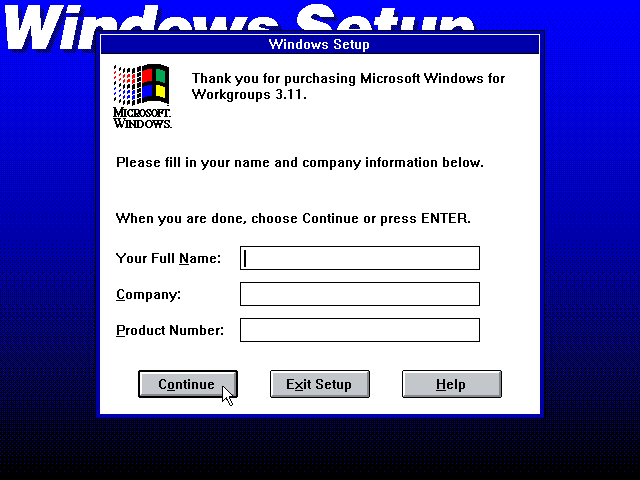 Windows Setup
Windows Setup
Thank you for purchasing Microsoft Windows for
Workgroups 3.11.
MICROSOFT.
WINDOWS.
Please fill in your name and company information below.
When you are done, choose Continue or press ENTER.
Your Full Name:
Company:
Product Number:
Continue
Exit Setup
Help